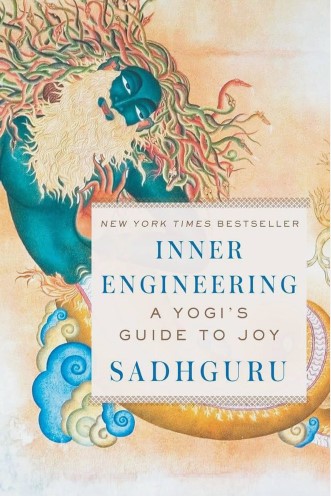 NEW YORK TIMES BESTSELLER
INNER
ENGINEERING
A YOGI'S
GUIDE TO JOY
SADHGURU